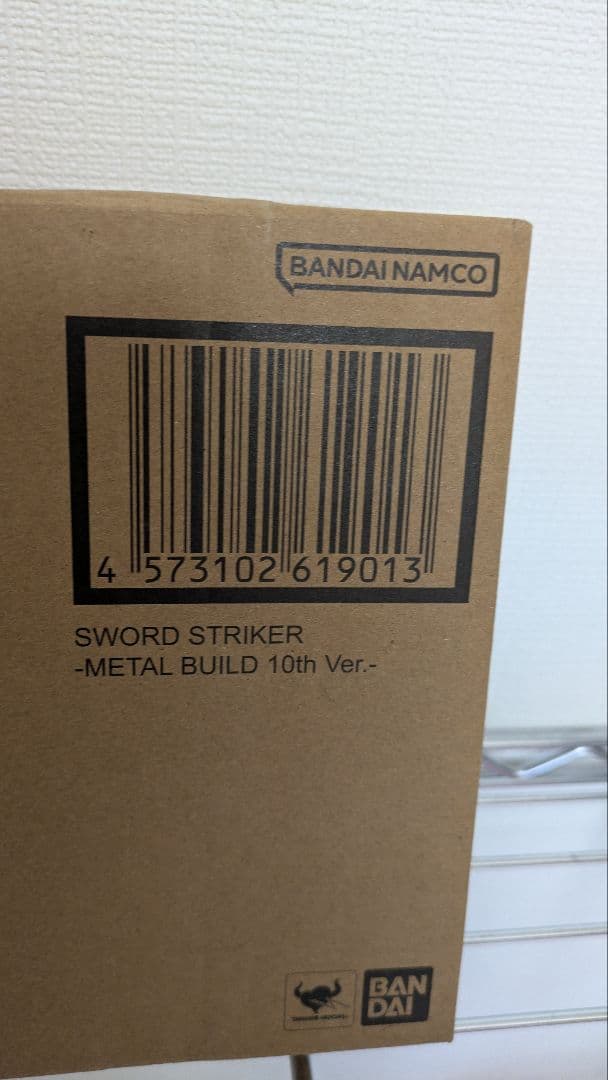 BANDAI NAMCO
4 573102 619013
SWORD STRIKER
-METAL BUILD 10th Ver.-
BAN
DAI